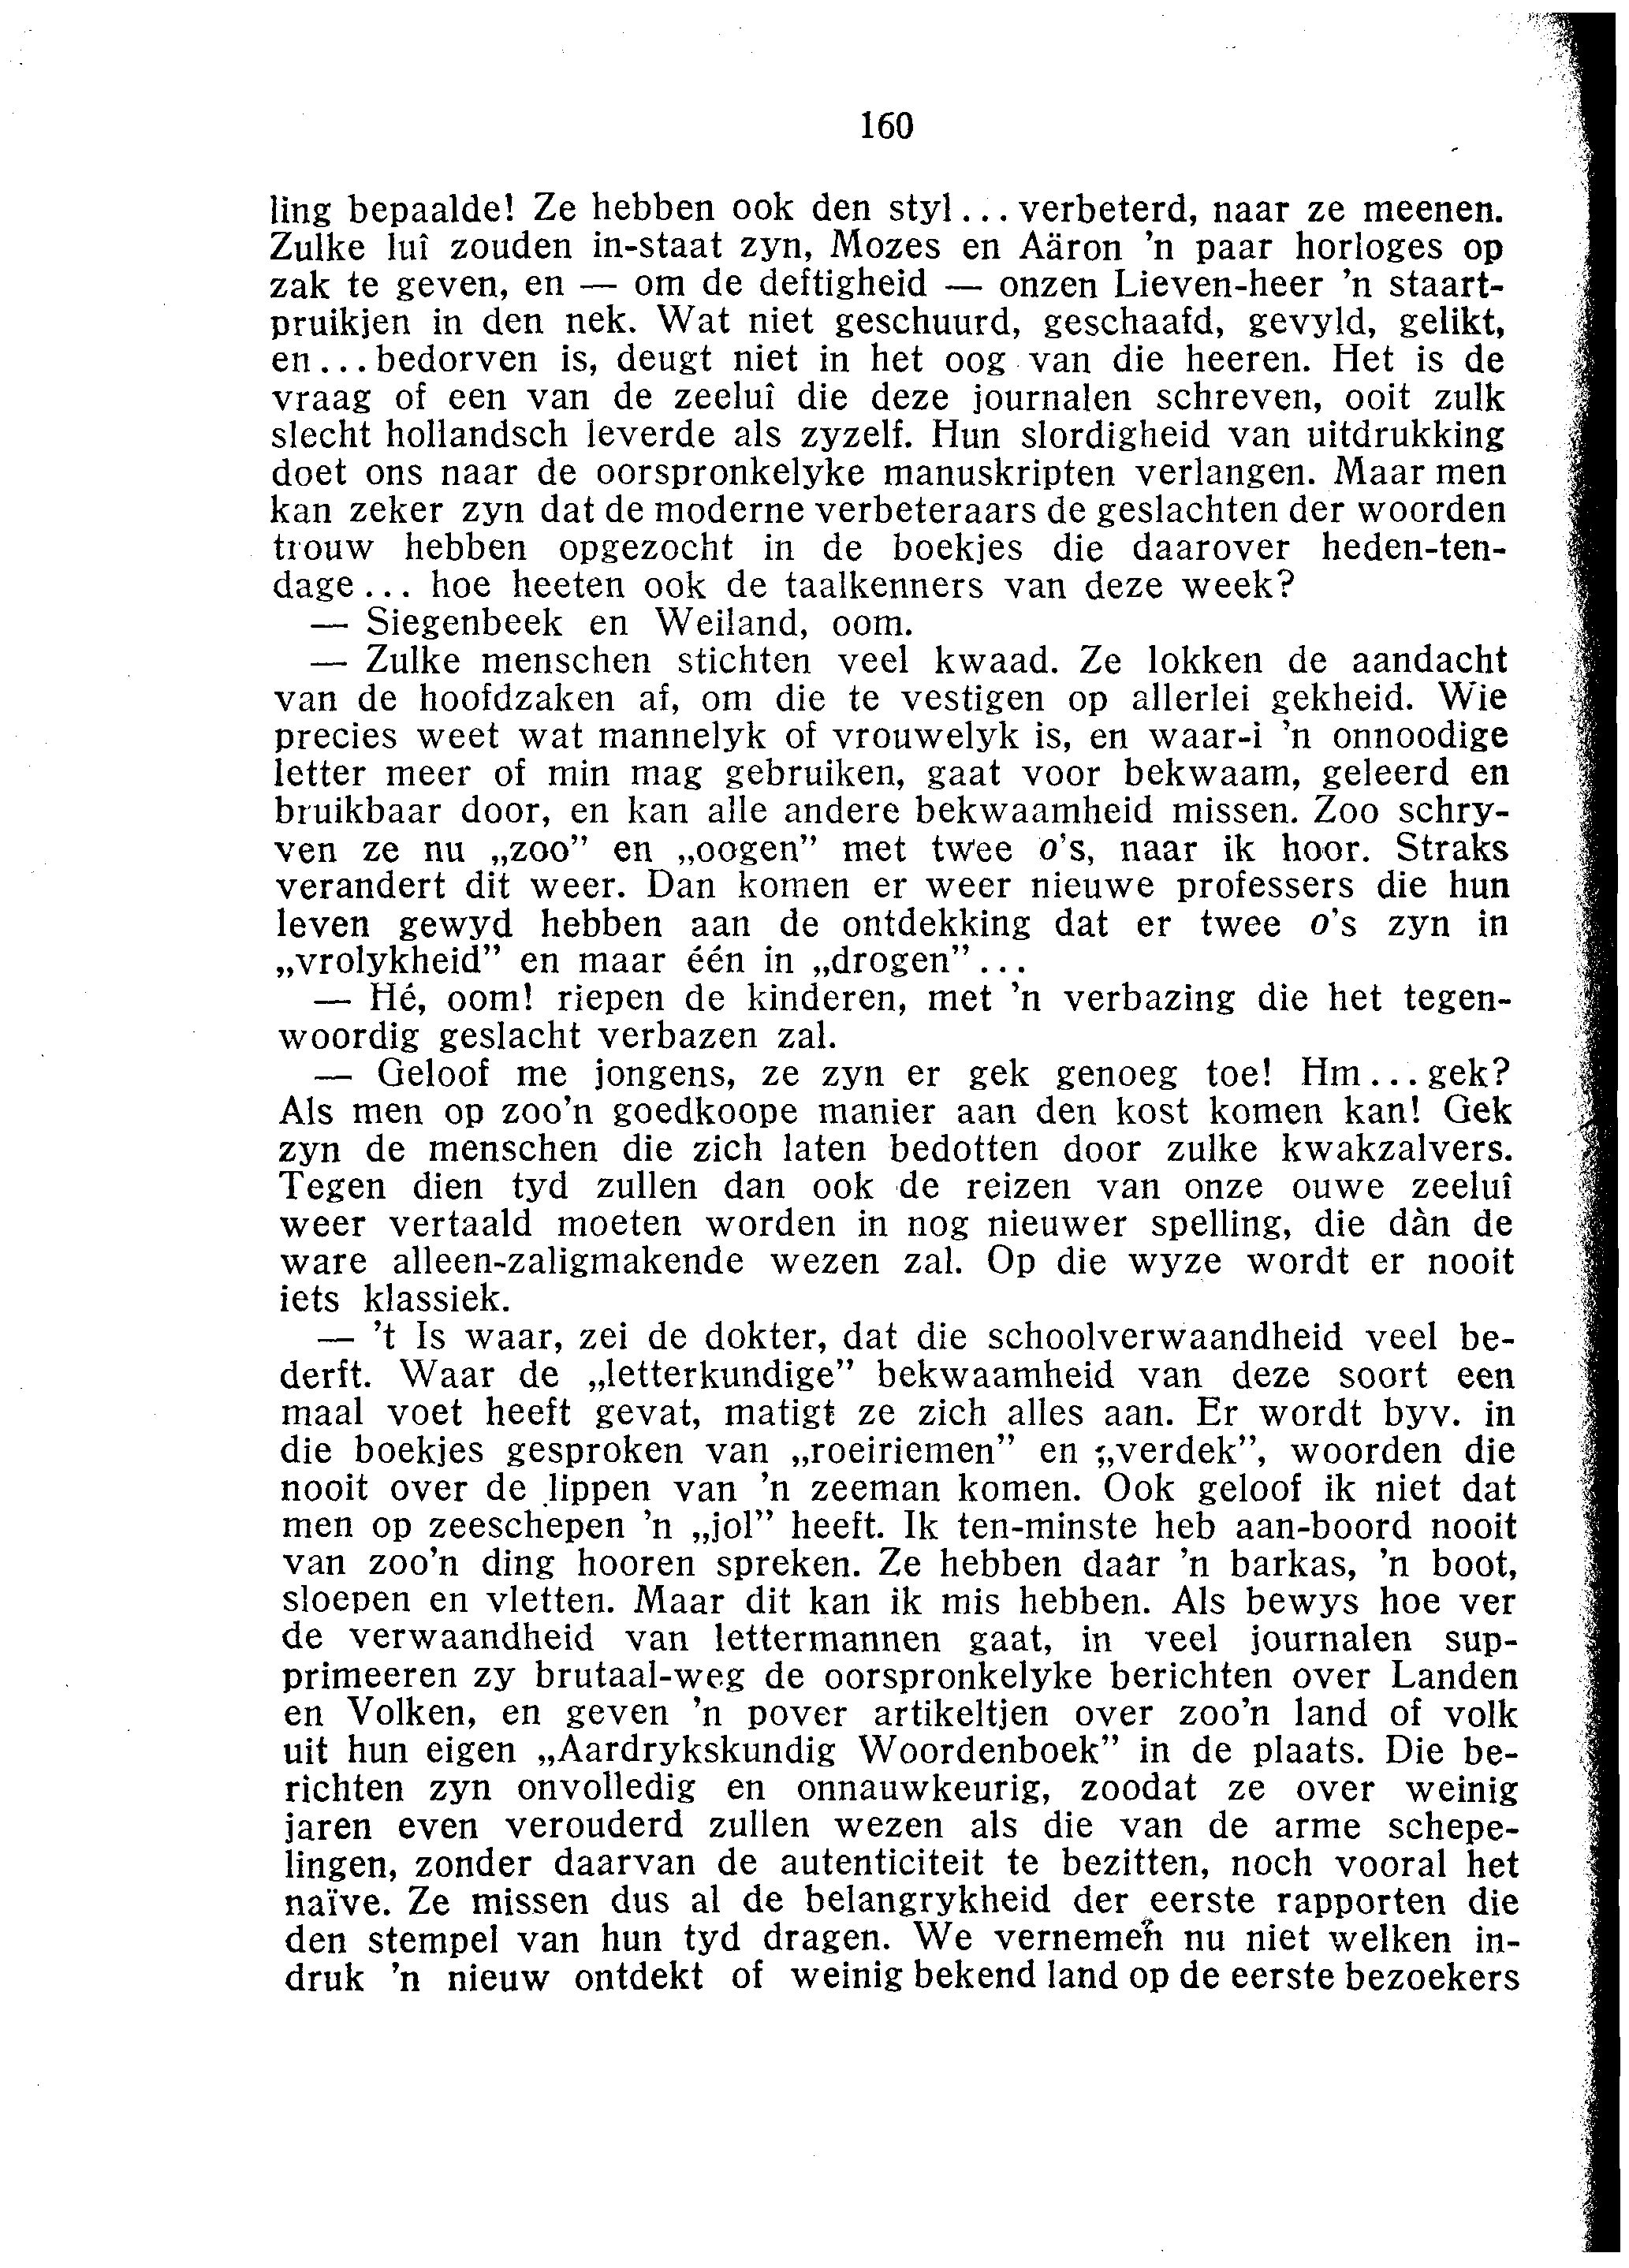 160
ling bepaalde! Ze hebben ook den styl... verbeterd, naar ze meenen.
Zulke luî zouden in-staat zyn, Mozes en Aäron 'n paar horloges op
zak te geven, en — om de deftigheid — onzen Lieven-heer 'n staart-
pruikjen in den nek. Wat niet geschuurd, geschaafd, gevyld, gelikt,
en... bedorven is, deugt niet in het oog van die heeren. Het is de
vraag of een van de zeeluî die deze journalen schreven, ooit zulk
slecht hollandsch leverde als zyzelf. Hun slordigheid van uitdrukking
doet ons naar de oorspronkelyke manuskripten verlangen. Maar men
kan zeker zyn dat de moderne verbeteraars de geslachten der woorden
trouw hebben opgezocht in de boekjes die daarover heden-ten-
dage... hoe heeten ook de taalkenners van deze week?
— Siegenbeek en Weiland, oom.
— Zulke menschen stichten veel kwaad. Ze lokken de aandacht
van de hoofdzaken af, om die te vestigen op allerlei gekheid. Wie
precies weet wat mannelyk of vrouwelyk is, en waar-i 'n onnoodige
letter meer of min mag gebruiken, gaat voor bekwaam, geleerd en
bruikbaar door, en kan alle andere bekwaamheid missen. Zoo schry-
ven ze nu „zoo” en „oogen” met twee o's, naar ik hoor. Straks
verandert dit weer. Dan komen er weer nieuwe professers die hun
leven gewyd hebben aan de ontdekking dat er twee o's zyn in
„vrolykheid” en maar één in „drogen”...
— Hé, oom! riepen de kinderen, met 'n verbazing die het tegen-
woordig geslacht verbazen zal.
— Geloof me jongens, ze zyn er gek genoeg toe! Hm... gek?
Als men op zoo'n goedkoope manier aan den kost komen kan! Gek
zyn de menschen die zich laten bedotten door zulke kwakzalvers.
Tegen dien tyd zullen dan ook de reizen van onze ouwe zeeluî
weer vertaald moeten worden in nog nieuwer spelling, die dàn de
ware alleen-zaligmakende wezen zal. Op die wyze wordt er nooit
iets klassiek.
— 't Is waar, zei de dokter, dat die schoolverwaandheid veel be-
derft. Waar de „letterkundige” bekwaamheid van deze soort een
maal voet heeft gevat, matigt ze zich alles aan. Er wordt byv. in
die boekjes gesproken van „roeiriemen” en „verdek”, woorden die
nooit over de lippen van 'n zeeman komen. Ook geloof ik niet dat
men op zeeschepen 'n „jol” heeft. Ik ten-minste heb aan-boord nooit
van zoo'n ding hooren spreken. Ze hebben daar 'n barkas, 'n boot,
sloepen en vletten. Maar dit kan ik mis hebben. Als bewys hoe ver
de verwaandheid van lettermannen gaat, in veel journalen sup-
primeeren zy brutaal-weg de oorspronkelyke berichten over Landen
en Volken, en geven 'n pover artikeltjen over zoo'n land of volk
uit hun eigen „Aardrykskundig Woordenboek” in de plaats. Die be-
richten zyn onvolledig en onnauwkeurig, zoodat ze over weinig
jaren even verouderd zullen wezen als die van de arme schepe-
lingen, zonder daarvan de autenticiteit te bezitten, noch vooral het
naïve. Ze missen dus al de belangrykheid der eerste rapporten die
den stempel van hun tyd dragen. We vernemen nu niet welken in-
druk 'n nieuw ontdekt of weinig bekend land op de eerste bezoekers